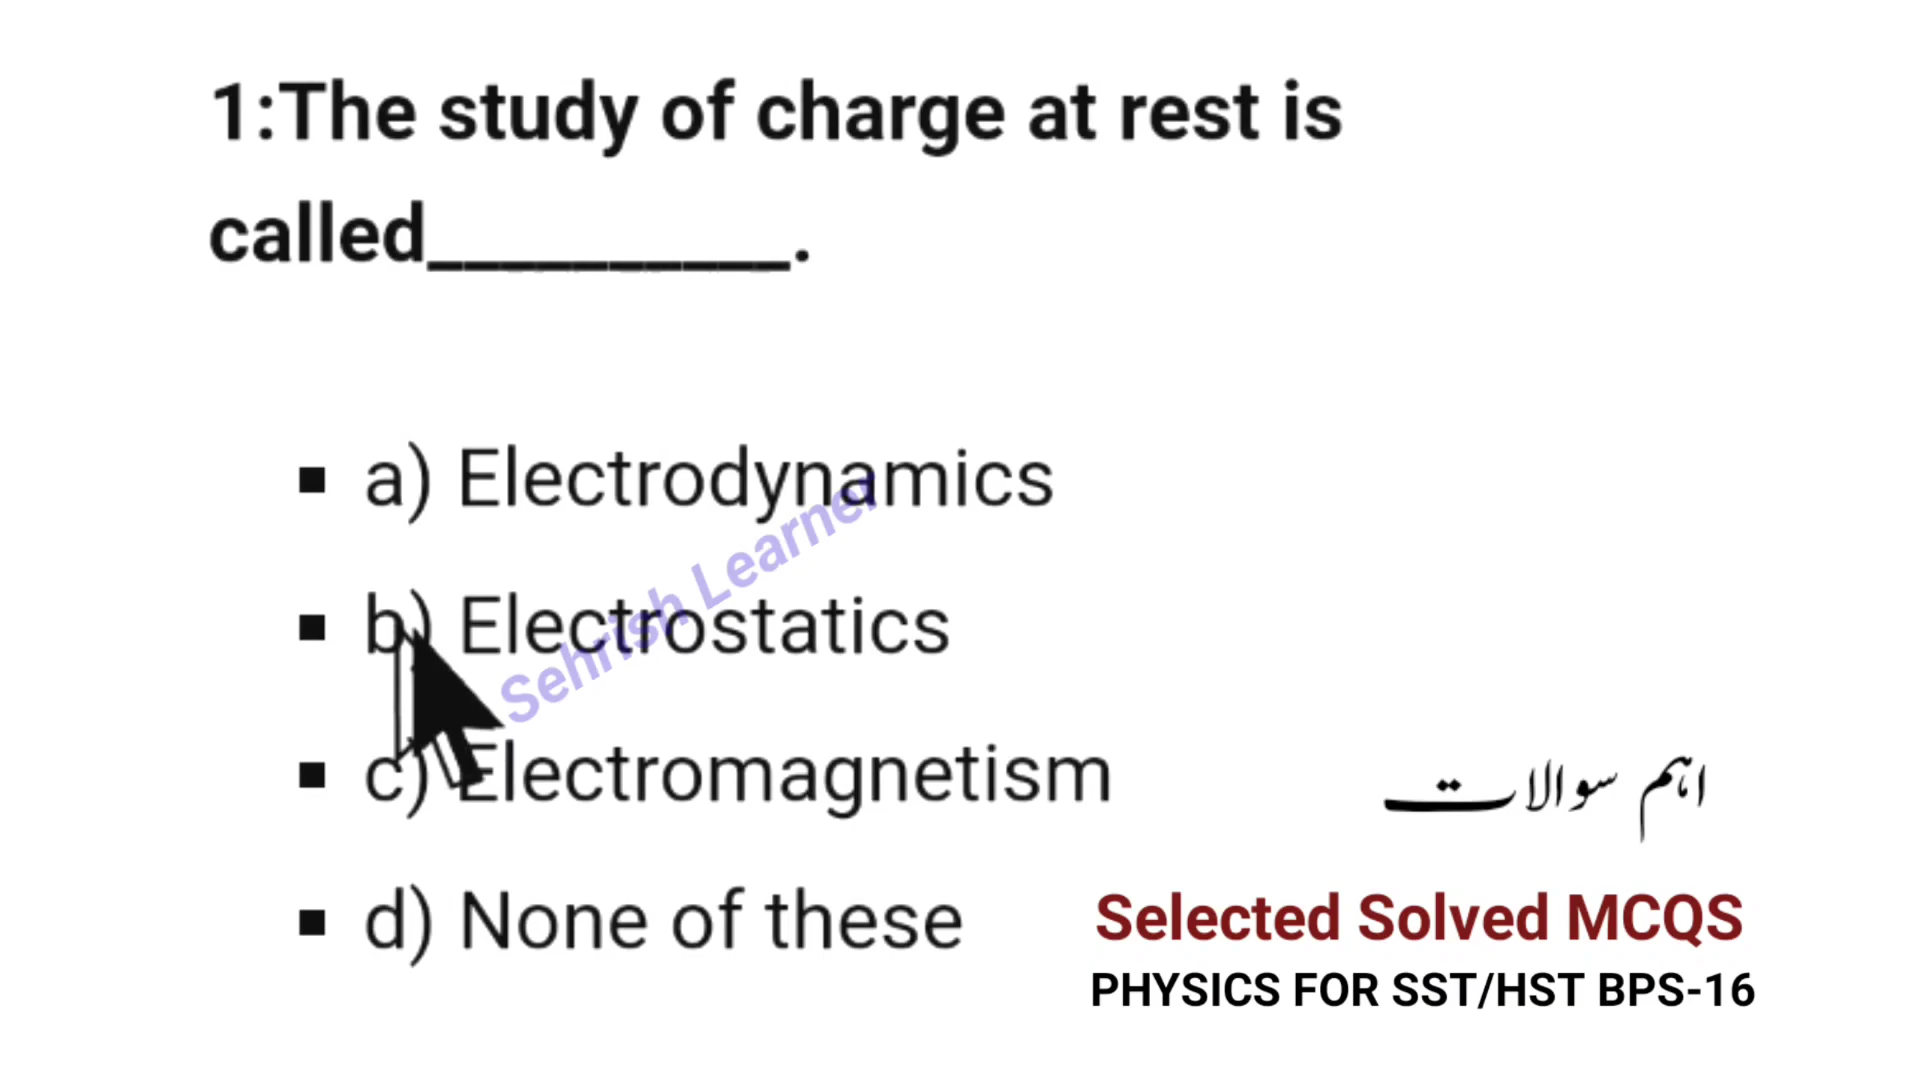 1:The study of charge at rest is
called__________.
▪ a) Electrodynamics
▪ b) Electrostatics
▪ c) Electromagnetism
▪ d) None of these
Sehrish Learner
اہم سوالات
Selected Solved MCQS
PHYSICS FOR SST/HST BPS-16